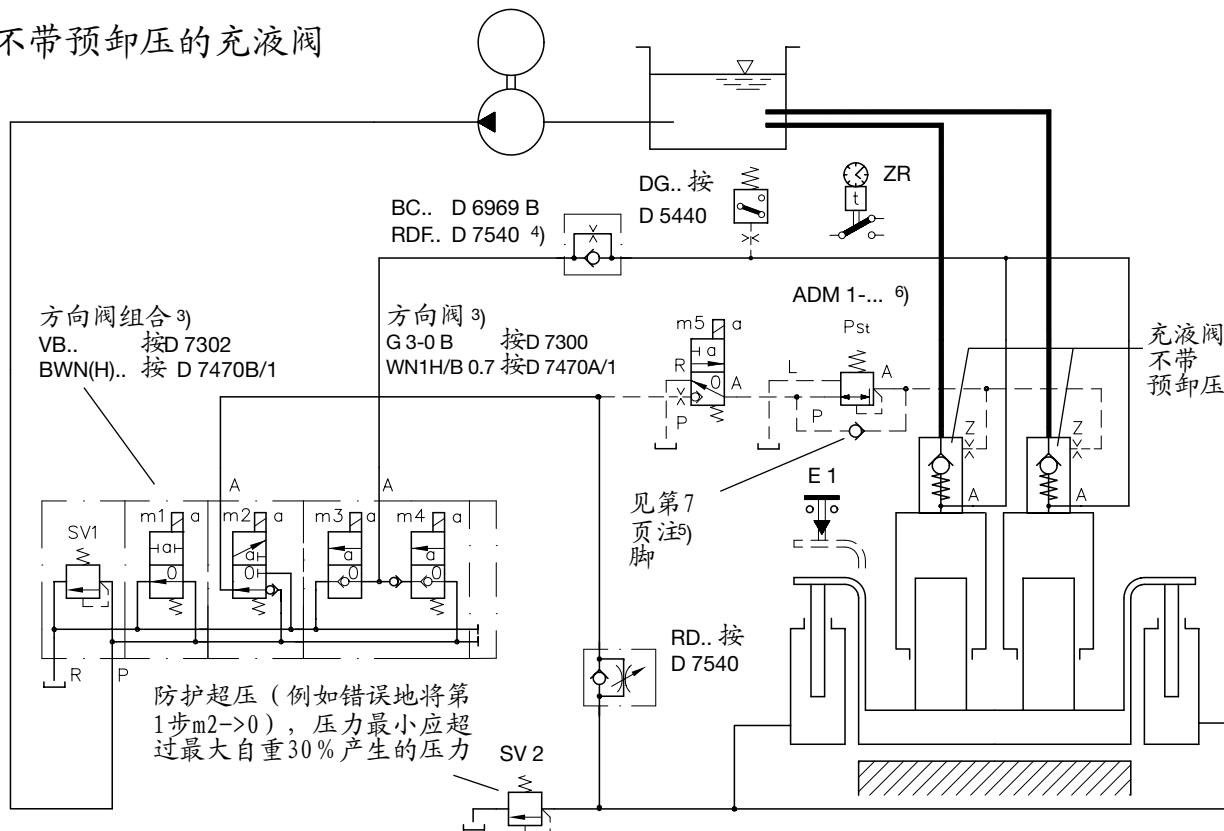 不带预卸压的充液阀
DG.. 按
D 5440
ZR
t
BC.. D 6969 B
RDF.. D 7540 4)
方向阀组合 3)
VB.. 按D 7302
BWN(H).. 按 D 7470B/1
方向阀 3)
G 3-0 B 按D 7300
WN1H/B 0.7 按D 7470A/1
ADM 1-... 6)
m5 a
a
R
0
A
P
PSt
L
A
P
充液阀
不带
预卸压
Z
Z
A
A
E 1
见第7
页注5)
脚
A
A
SV1
m1 a
a
0
m2 a
a
0
m3 a
a
0
m4 a
a
0
R
P
RD.. 按
D 7540
防护超压（例如错误地将第
1步m2->0），压力最小应超
过最大自重30%产生的压力
SV 2